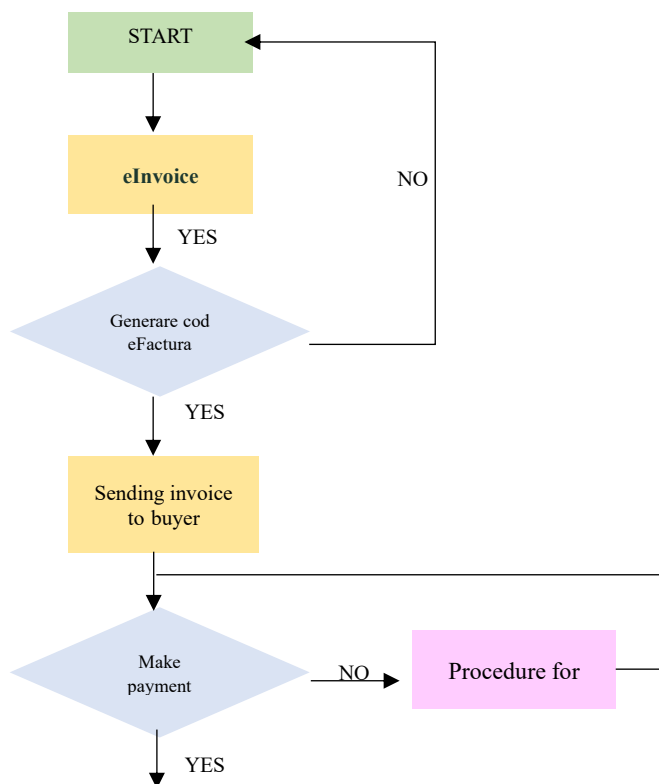 START
NO
eInvoice
YES
Generare cod
eFactura
YES
Sending invoice
to buyer
Make
payment
NO
Procedure for
YES